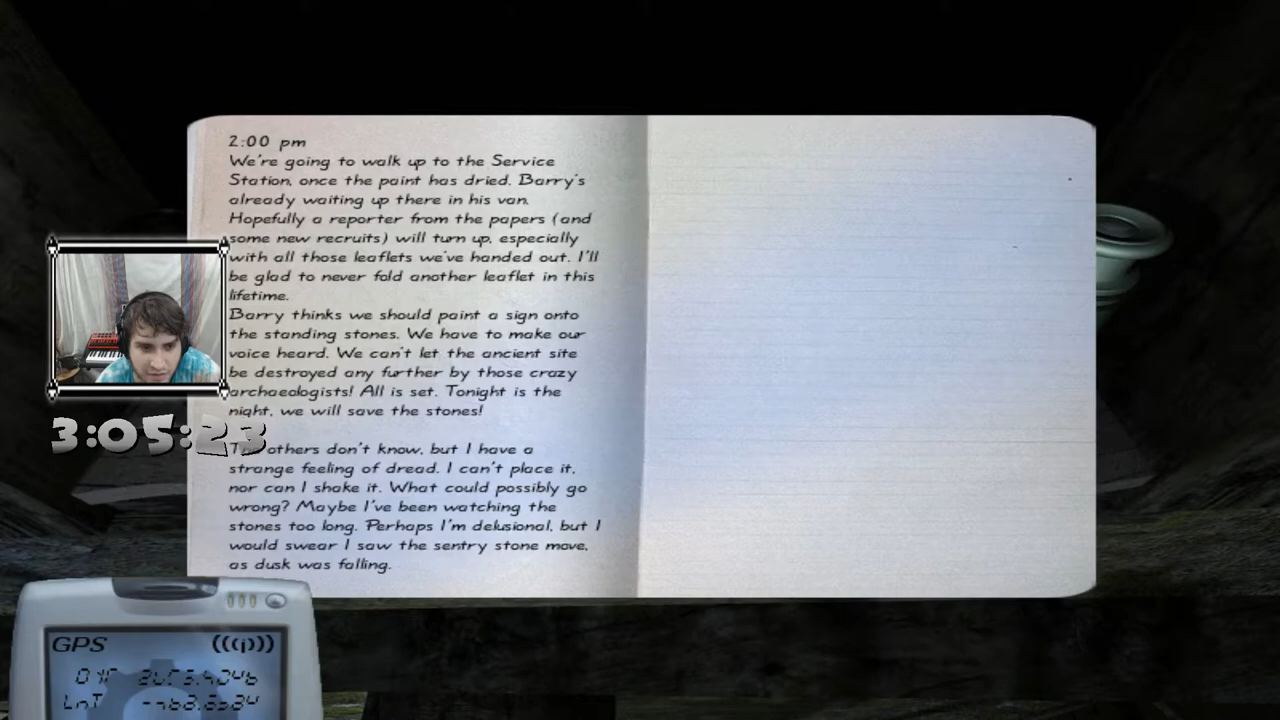 2:00 pm
We're going to walk up to the Service
Station, once the paint has dried. Barry's
already waiting up there in his van.
Hopefully a reporter from the papers (and
some new recruits) will turn up, especially
with all those leaflets we've handed out. I'll
be glad to never fold another leaflet in this
lifetime.
Barry thinks we should paint a sign onto
the standing stones. We have to make our
voice heard. We can't let the ancient site
be destroyed any further by those crazy
archaeologists! All is set. Tonight is the
night, we will save the stones!
3:05:23
The others don't know, but I have a
strange feeling of dread. I can't place it,
nor can I shake it. What could possibly go
wrong? Maybe I've been watching the
stones too long. Perhaps I'm delusional, but I
would swear I saw the sentry stone move,
as dusk was falling.
GPS